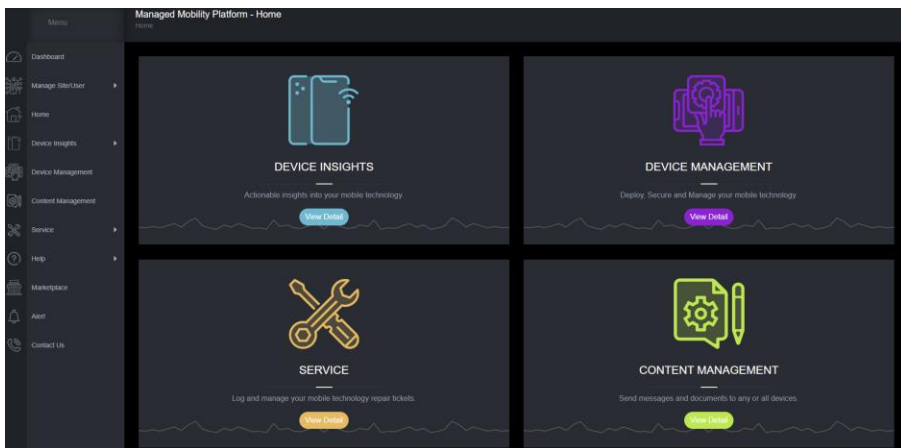 Menu
Managed Mobility Platform - Home
Home
Dashboard
Manage Site/User
Home
Device Insights
Device Management
Content Management
Service
Help
Marketplace
Alert
Contact Us
DEVICE INSIGHTS
Actionable insights into your mobile technology
View Detail
DEVICE MANAGEMENT
Deploy, Secure and Manage your mobile technology
View Detail
SERVICE
Log and manage your mobile technology repair tickets.
View Detail
CONTENT MANAGEMENT
Send messages and documents to any or all devices.
View Detail